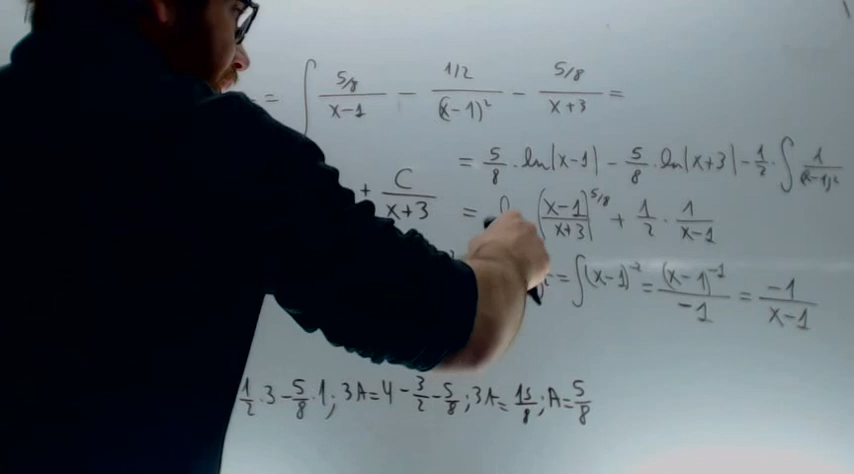 = ∫ 5/8 / x-1 - 1/2 / (x-1)² - 5/8 / x+3 =
= 5/8 · ln|x-1| - 5/8 · ln|x+3| - 1/2 · ∫ 1/(x-1)²
+ C / x+3 = |x-1 / x+3|^5/8 + 1/2 · 1/x-1
= ∫(x-1)⁻² = (x-1)⁻¹ / -1 = -1 / x-1
1/2 · 3 - 5/8 · 1; 3A = 4 - 3/2 - 5/8; 3A = 15/8; A = 5/8